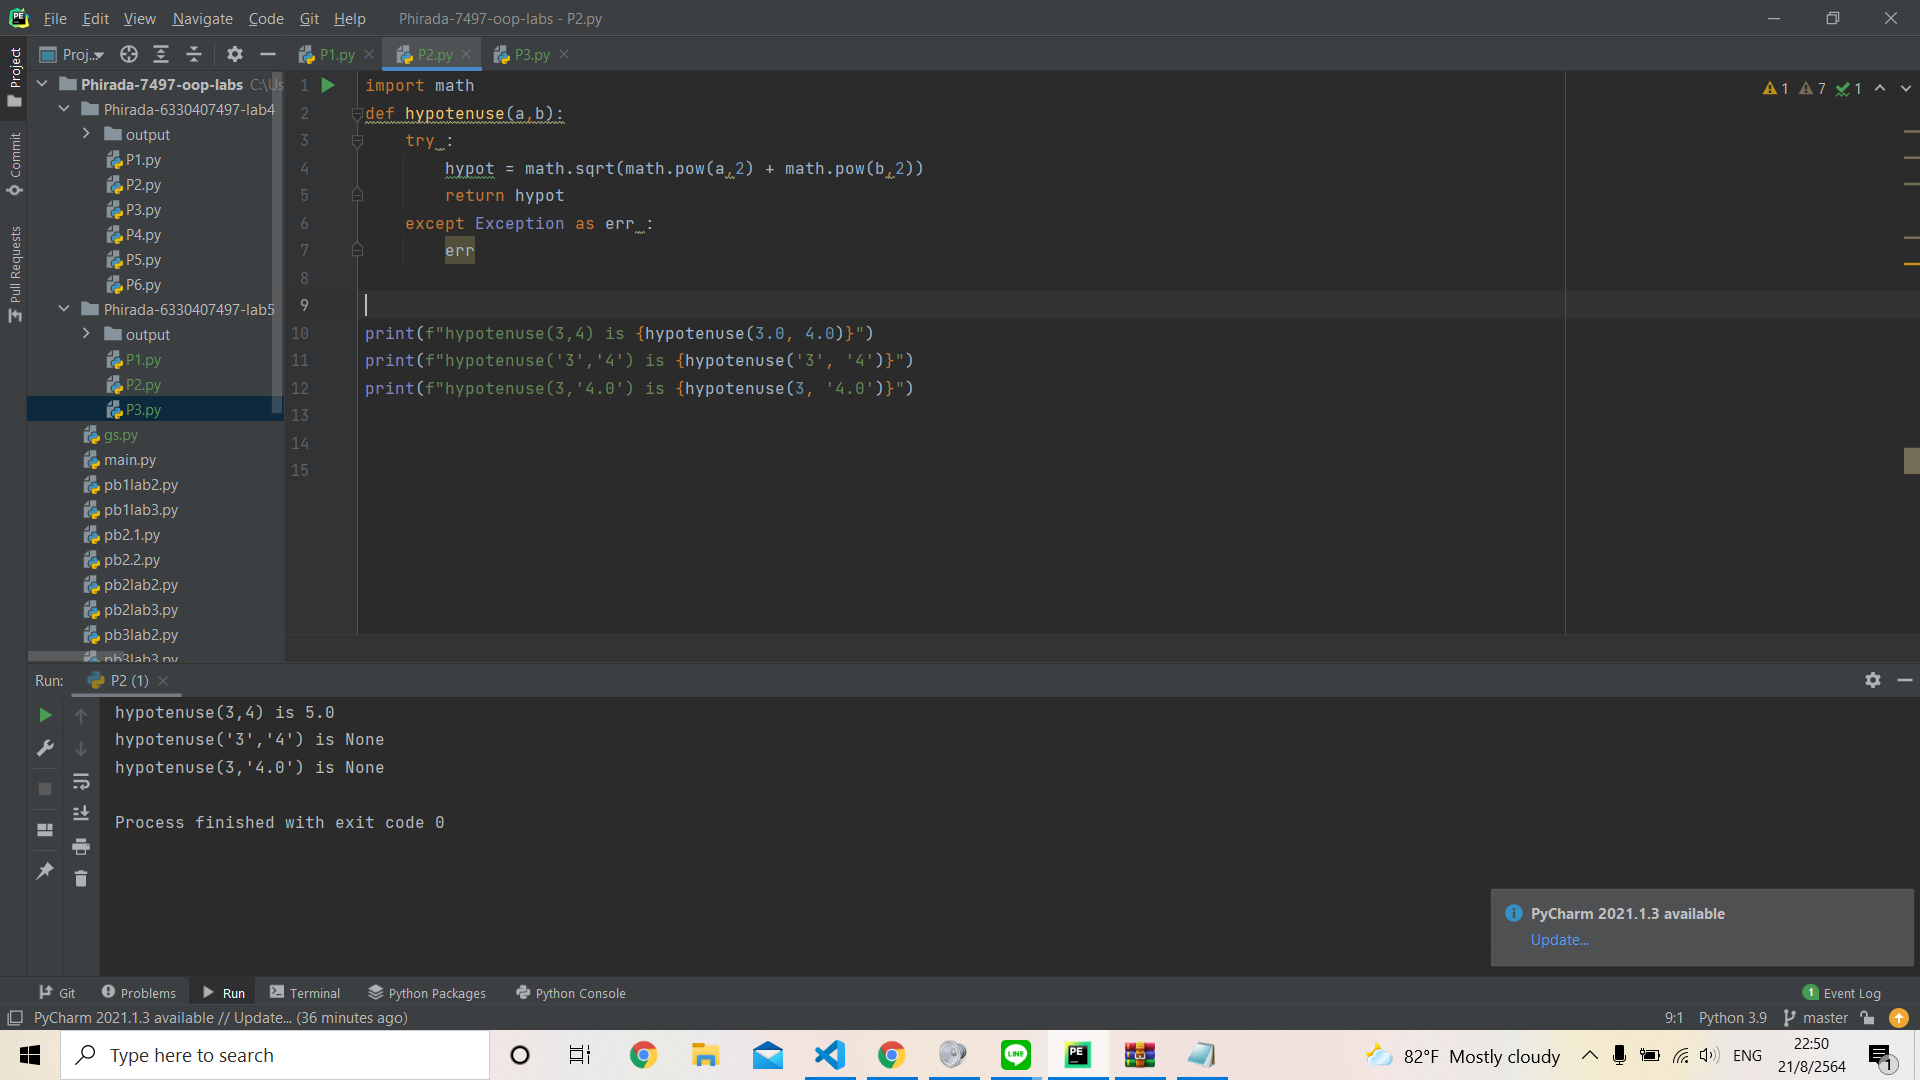 File Edit View Navigate Code Git Help Phirada-7497-oop-labs - P2.py
Proj... P1.py P2.py P3.py
Project
Commit
Pull Requests
Phirada-7497-oop-labs C:\Us
Phirada-6330407497-lab4
output
P1.py
P2.py
P3.py
P4.py
P5.py
P6.py
Phirada-6330407497-lab5
output
P1.py
P2.py
P3.py
gs.py
main.py
pb1lab2.py
pb1lab3.py
pb2.1.py
pb2.2.py
pb2lab2.py
pb2lab3.py
pb3lab2.py
pb3lab3.py
1 import math
2 def hypotenuse(a,b):
3 try :
4 hypot = math.sqrt(math.pow(a,2) + math.pow(b,2))
5 return hypot
6 except Exception as err :
7 err
8
9
10 print(f"hypotenuse(3,4) is {hypotenuse(3.0, 4.0)}")
11 print(f"hypotenuse('3','4') is {hypotenuse('3', '4')}")
12 print(f"hypotenuse(3,'4.0') is {hypotenuse(3, '4.0')}")
13
14
15
1 7 1
Run: P2 (1)
hypotenuse(3,4) is 5.0
hypotenuse('3','4') is None
hypotenuse(3,'4.0') is None
Process finished with exit code 0
PyCharm 2021.1.3 available
Update...
Git Problems Run Terminal Python Packages Python Console 1 Event Log
PyCharm 2021.1.3 available // Update... (36 minutes ago) 9:1 Python 3.9 master
Type here to search LINE PE 82°F Mostly cloudy ENG 22:50
21/8/2564 1